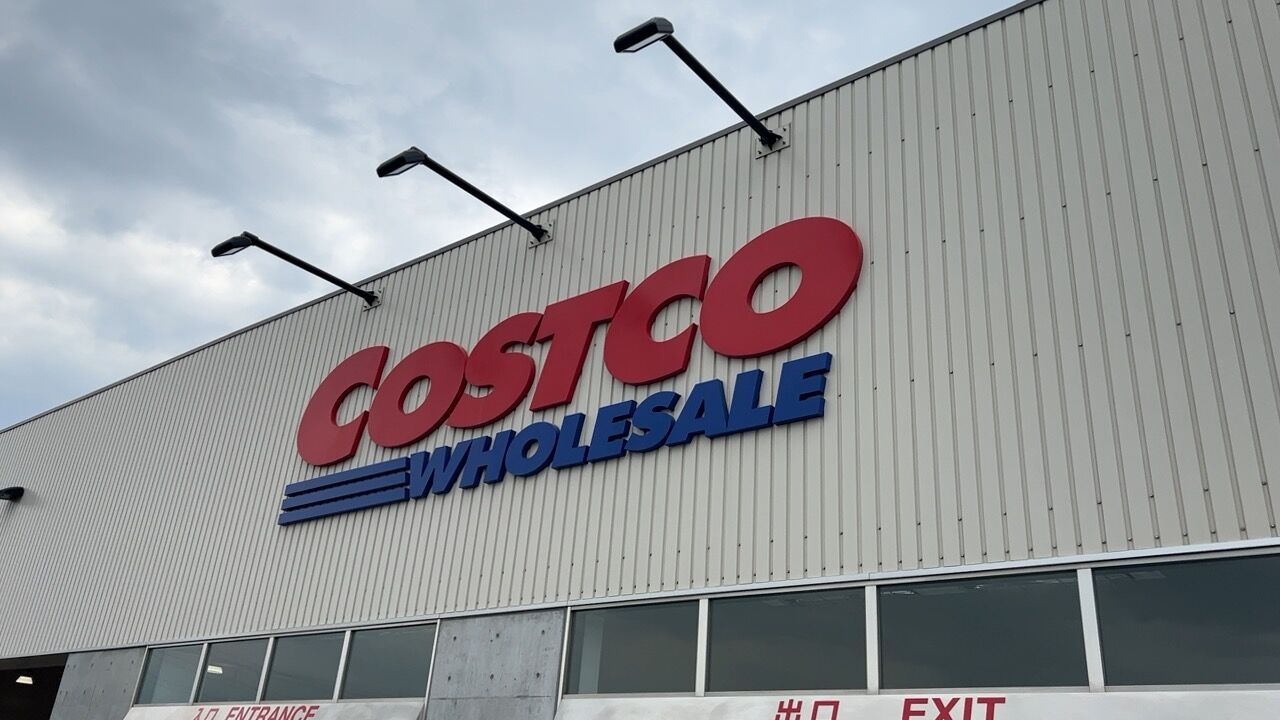 COSTCO
WHOLESALE
入口 ENTRANCE
出口 EXIT